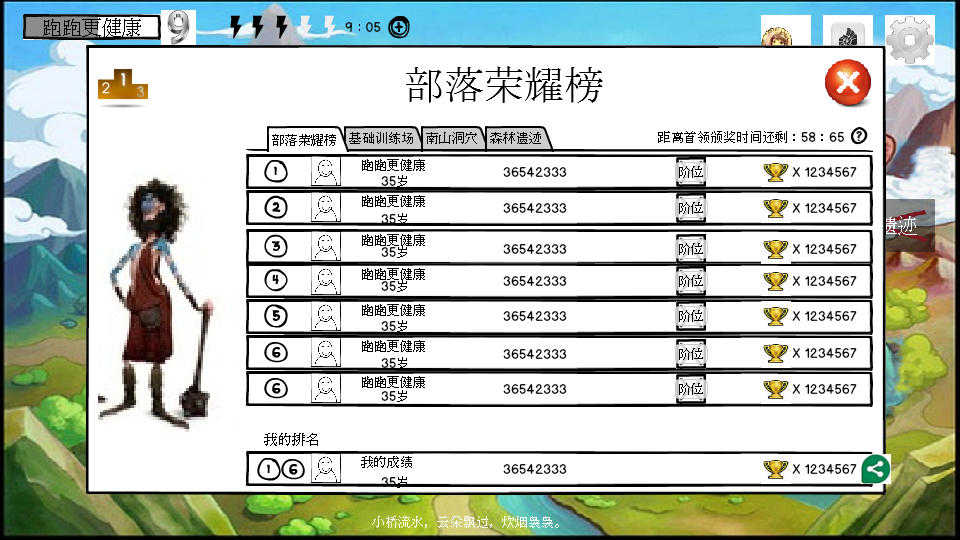 跑跑更健康 9 9：05
部落荣耀榜
2 1 3
部落荣耀榜 基础训练场 南山洞穴 森林遗迹 距离首领颁奖时间还剩：58：65 ?
1 跑跑更健康 35岁 36542333 阶位 X 1234567
2 跑跑更健康 35岁 36542333 阶位 X 1234567
遗迹
3 跑跑更健康 35岁 36542333 阶位 X 1234567
4 跑跑更健康 35岁 36542333 阶位 X 1234567
5 跑跑更健康 35岁 36542333 阶位 X 1234567
6 跑跑更健康 35岁 36542333 阶位 X 1234567
6 跑跑更健康 35岁 36542333 阶位 X 1234567
我的排名
1 6 我的成绩 35岁 36542333 X 1234567
小桥流水，云朵飘过，炊烟袅袅。